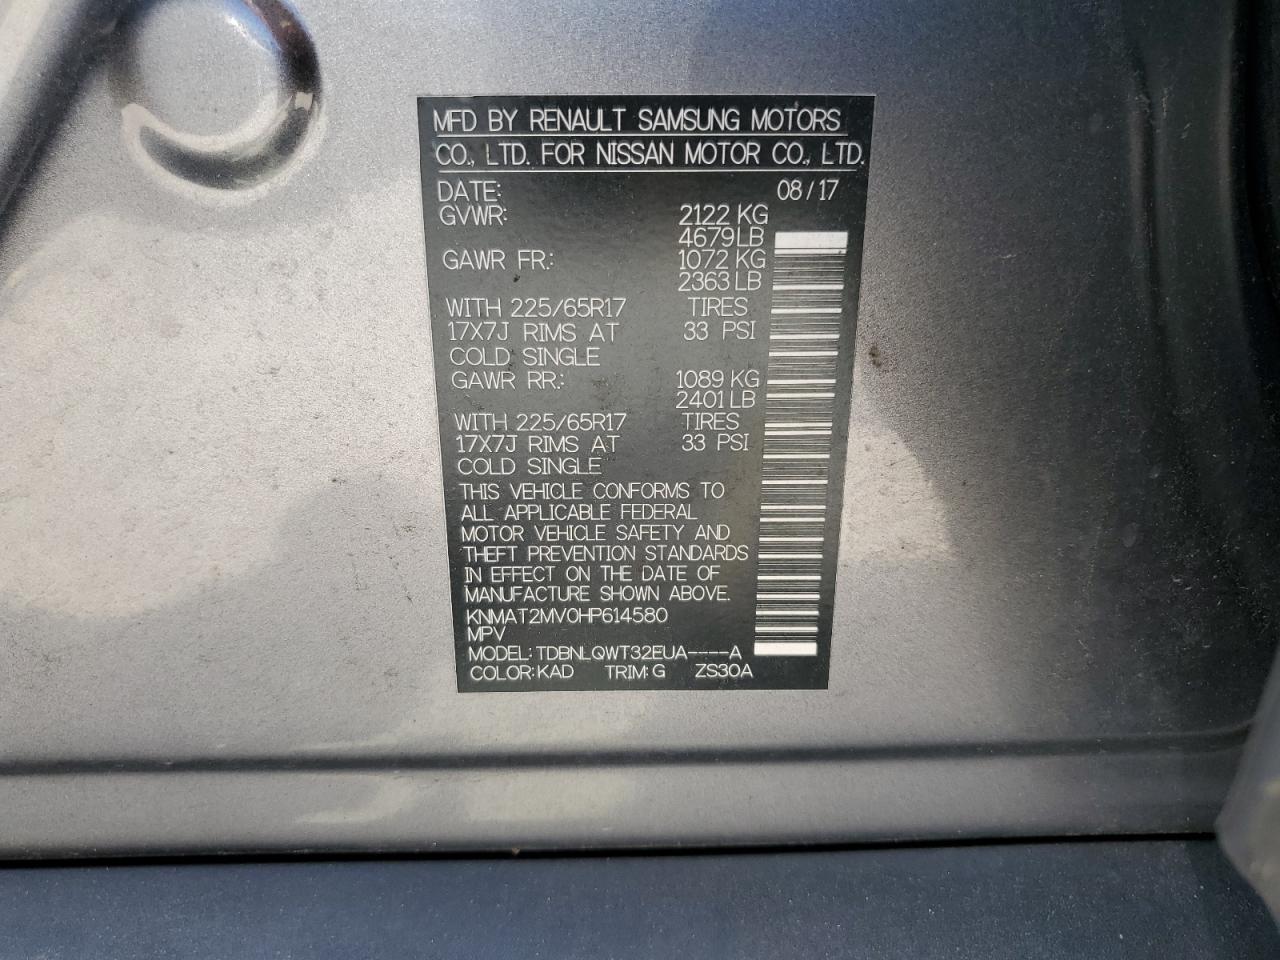 MFD BY RENAULT SAMSUNG MOTORS
CO., LTD. FOR NISSAN MOTOR CO., LTD.
DATE: 08/17
GVWR: 2122 KG
4679LB
GAWR FR: 1072 KG
2363 LB
WITH 225/65R17 TIRES
17X7J RIMS AT 33 PSI
COLD SINGLE
GAWR RR: 1089 KG
2401 LB
WITH 225/65R17 TIRES
17X7J RIMS AT 33 PSI
COLD SINGLE
THIS VEHICLE CONFORMS TO
ALL APPLICABLE FEDERAL
MOTOR VEHICLE SAFETY AND
THEFT PREVENTION STANDARDS
IN EFFECT ON THE DATE OF
MANUFACTURE SHOWN ABOVE.
KNMAT2MV0HP614580
MPV
MODEL: TDBNLQWT32EUA----A
COLOR: KAD TRIM: G ZS30A